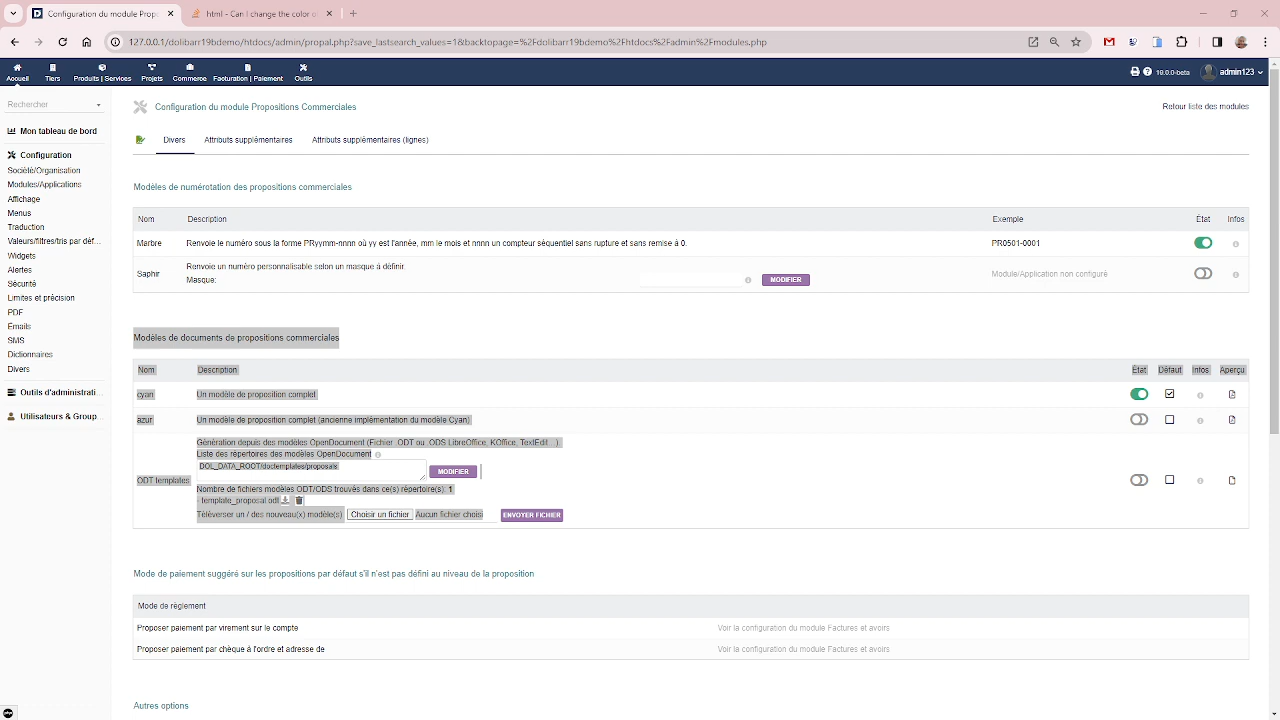 Configuration du module Propos
html - Can I change the color o
127.0.0.1/dolibarr19bdemo/htdocs/admin/propal.php?save_lastsearch_values=1&backtopage=%2Fdolibarr19bdemo%2Fhtdocs%2Fadmin%2Fmodules.php
Accueil Tiers Produits | Services Projets Commerce Facturation | Paiement Outils
19.0.0-beta admin123
Rechercher
Configuration du module Propositions Commerciales
Retour liste des modules
Mon tableau de bord
Divers Attributs supplémentaires Attributs supplémentaires (lignes)
Configuration
Société/Organisation
Modules/Applications
Affichage
Menus
Traduction
Valeurs/filtres/tris par déf...
Widgets
Alertes
Sécurité
Limites et précision
PDF
Émails
SMS
Dictionnaires
Divers
Outils d'administrati...
Utilisateurs & Group...
Modèles de numérotation des propositions commerciales
Nom Description Exemple État Infos
Marbre Renvoie le numéro sous la forme PRyymm-nnnn où yy est l'année, mm le mois et nnnn un compteur séquentiel sans rupture et sans remise à 0. PR0501-0001
Saphir Renvoie un numéro personnalisable selon un masque à définir. Module/Application non configuré
Masque: MODIFIER
Modèles de documents de propositions commerciales
Nom Description État Défaut Infos Aperçu
cyan Un modèle de proposition complet
azur Un modèle de proposition complet (ancienne implémentation du modèle Cyan)
ODT templates Génération depuis des modèles OpenDocument (Fichier .ODT ou .ODS LibreOffice, KOffice, TextEdit...).
Liste des répertoires des modèles OpenDocument
DOL_DATA_ROOT/doctemplates/proposals MODIFIER
Nombre de fichiers modèles ODT/ODS trouvés dans ce(s) répertoire(s): 1
- template_proposal.odt
Téléverser un / des nouveau(x) modèle(s) Choisir un fichier Aucun fichier choisi ENVOYER FICHIER
Mode de paiement suggéré sur les propositions par défaut s'il n'est pas défini au niveau de la proposition
Mode de règlement
Proposer paiement par virement sur le compte Voir la configuration du module Factures et avoirs
Proposer paiement par chèque à l'ordre et adresse de Voir la configuration du module Factures et avoirs
Autres options
php